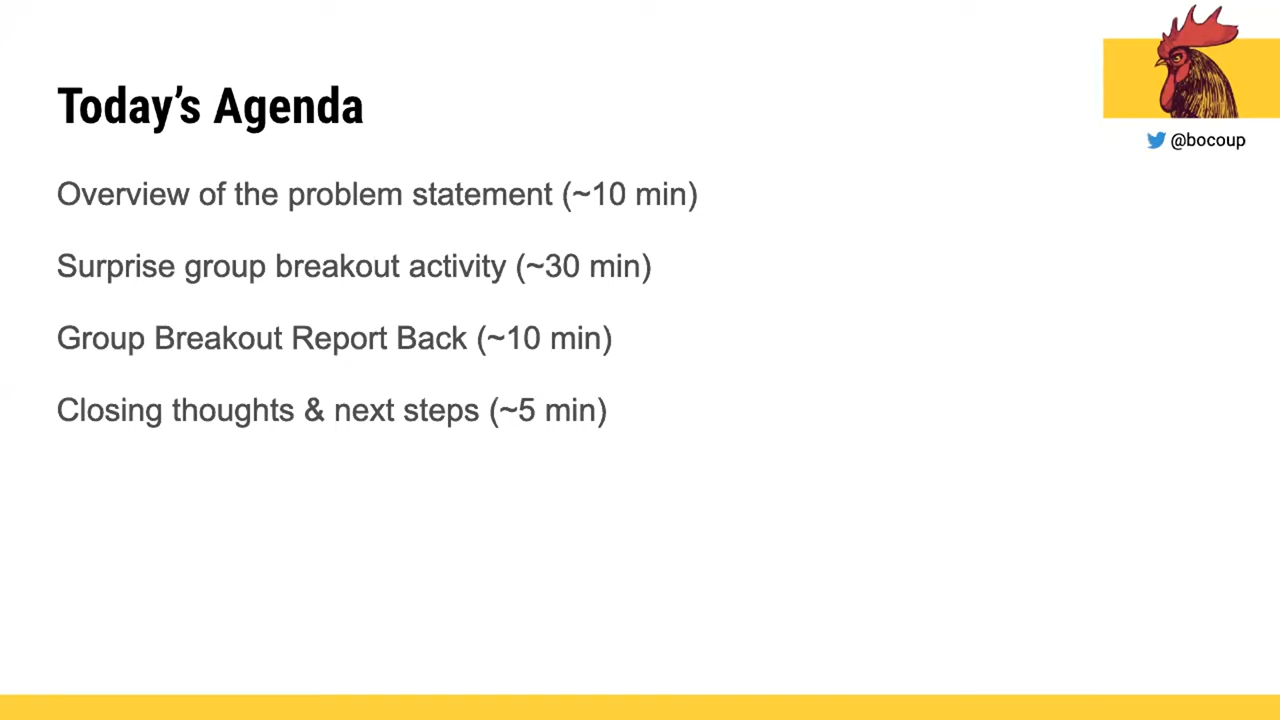 Today’s Agenda
@bocoup
Overview of the problem statement (~10 min)
Surprise group breakout activity (~30 min)
Group Breakout Report Back (~10 min)
Closing thoughts & next steps (~5 min)